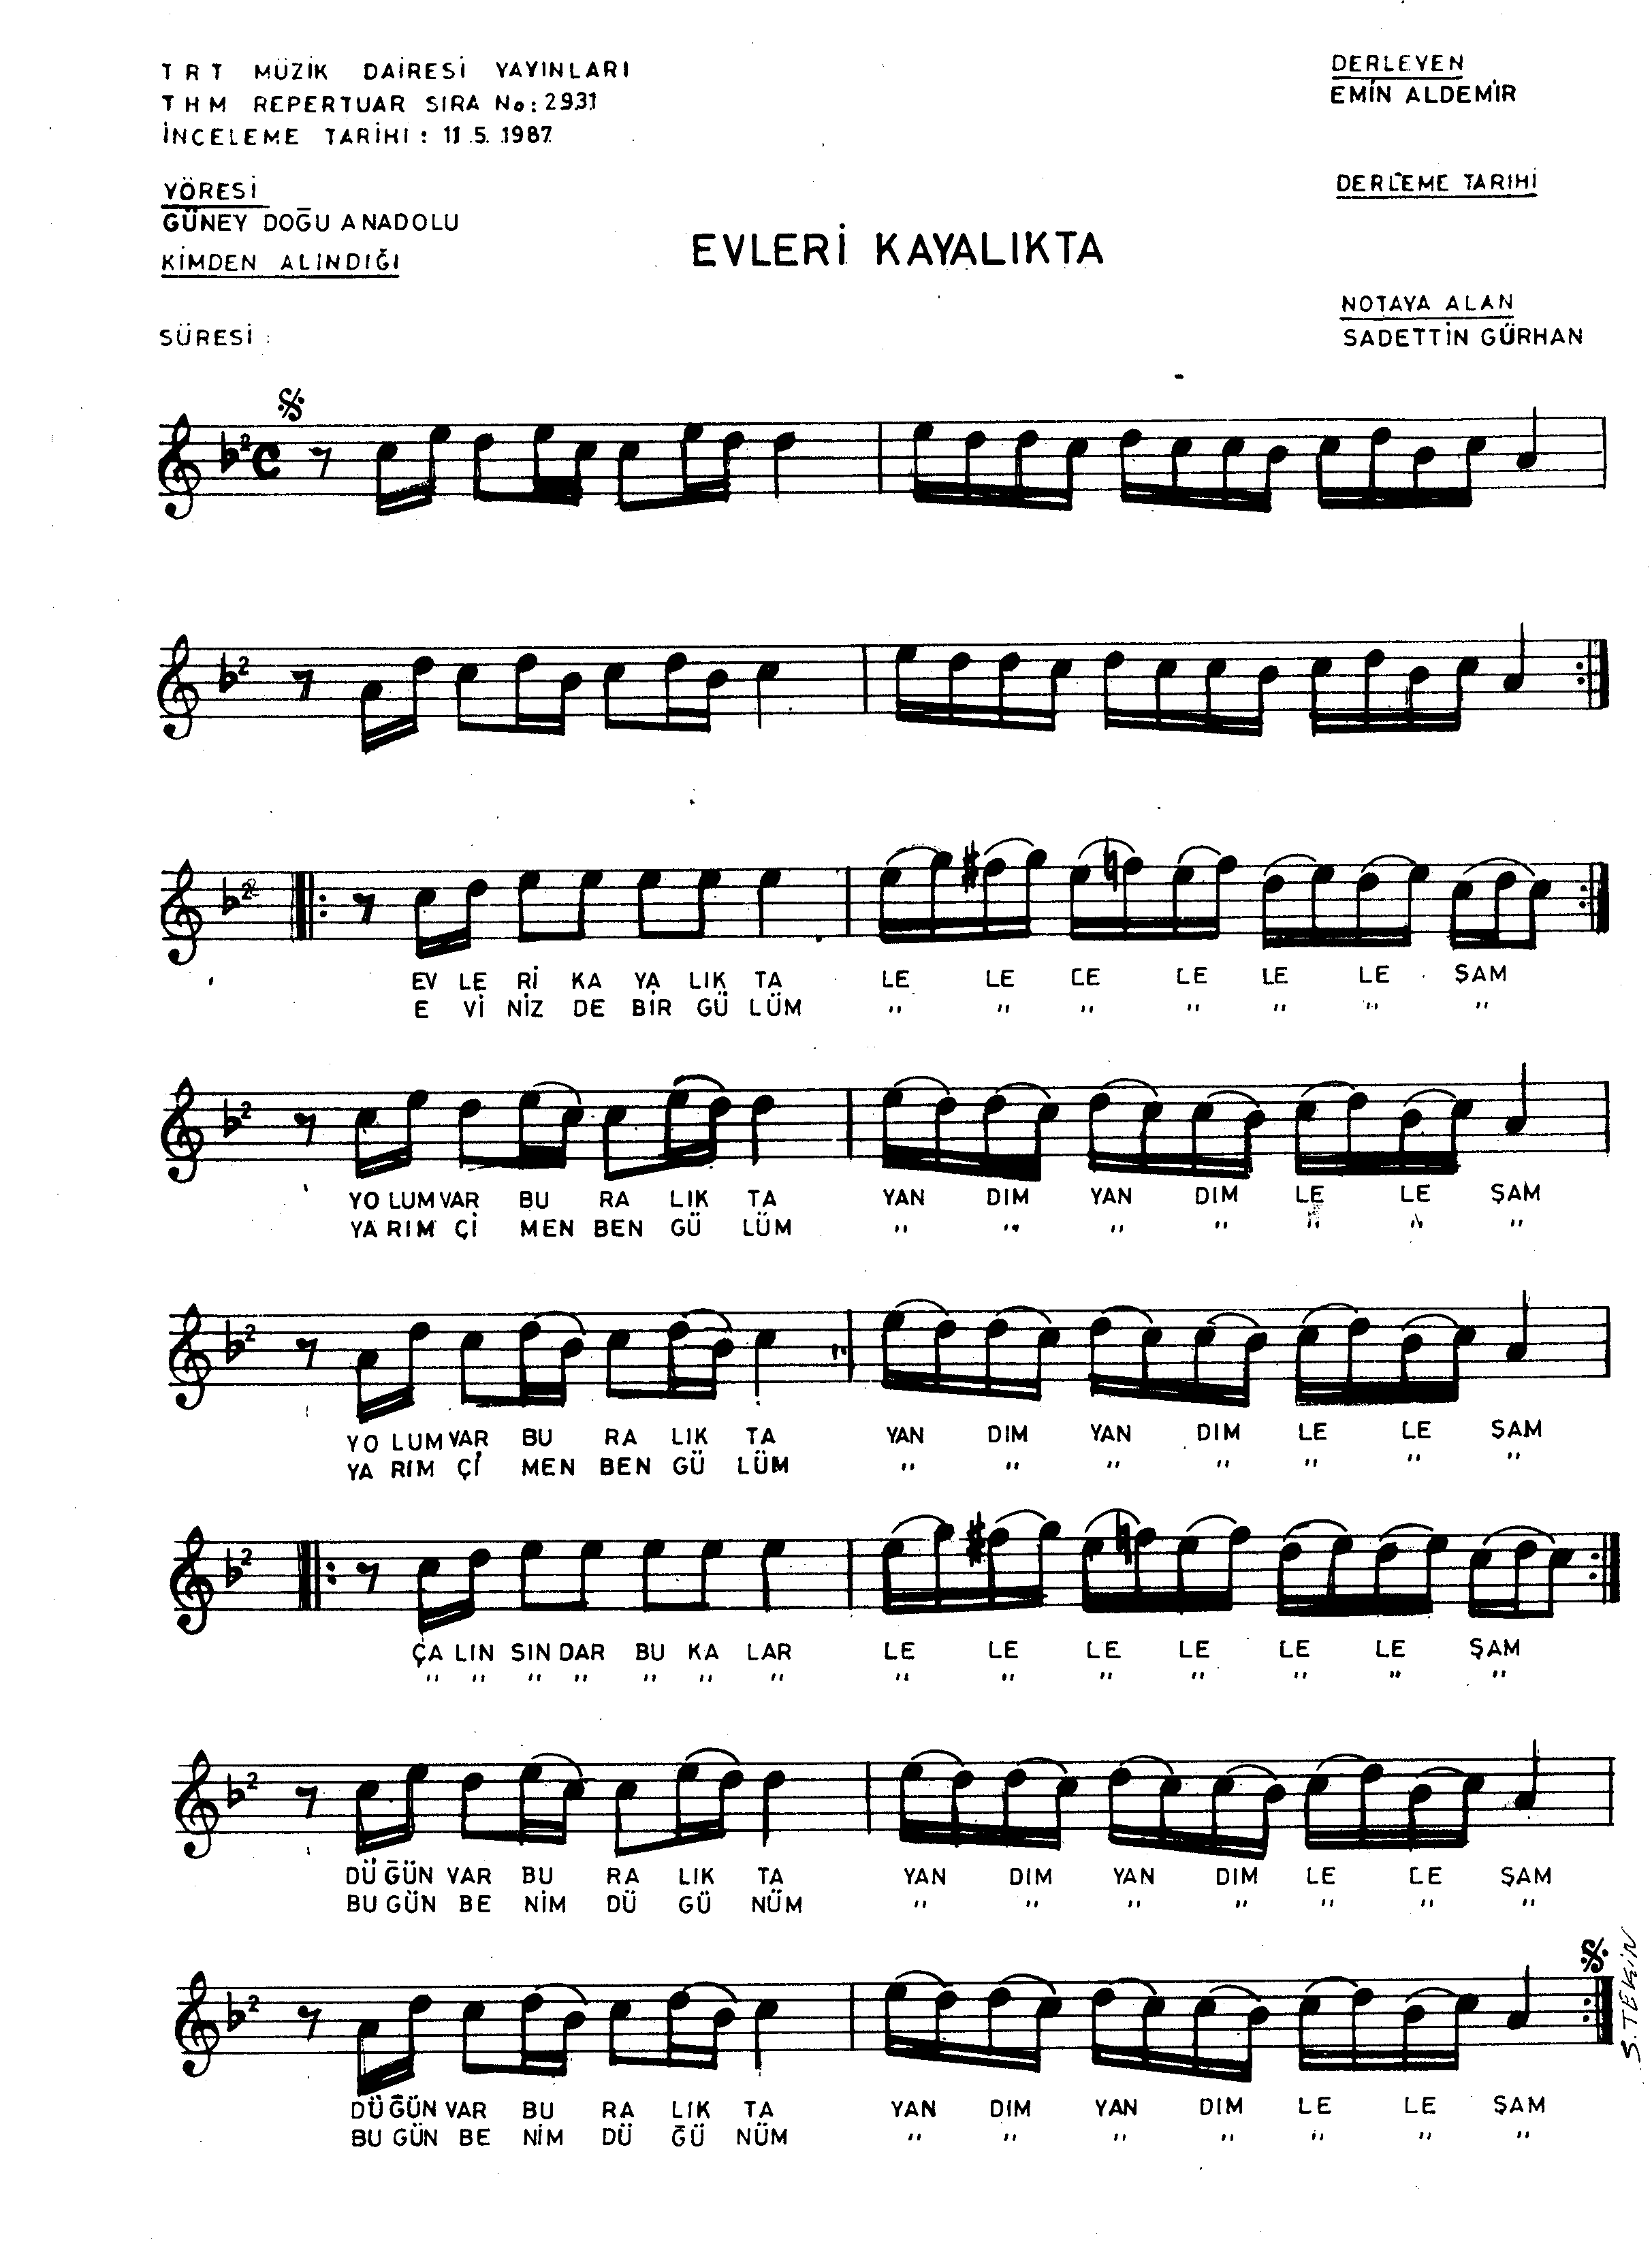 TRT MÜZİK DAİRESİ YAYINLARI
THM REPERTUAR SIRA No: 2931
İNCELEME TARİHİ : 11.5.1987
YÖRESİ
GÜNEY DOĞU ANADOLU
KİMDEN ALINDIĞI
SÜRESİ :
EVLERİ KAYALIKTA
DERLEYEN
EMİN ALDEMİR
DERLEME TARİHİ
NOTAYA ALAN
SADETTİN GÜRHAN
EV LE Rİ KA YA LIK TA LE LE LE LE LE LE ŞAM
E Vİ NİZ DE BİR GÜ LÜM " " " " " " "
YO LUM VAR BU RA LIK TA YAN DIM YAN DIM LE LE ŞAM
YA RIM Çİ MEN BEN GÜ LÜM " " " " " " "
YO LUM VAR BU RA LIK TA YAN DIM YAN DIM LE LE ŞAM
YA RIM Çİ MEN BEN GÜ LÜM " " " " " " "
ÇA LIN SIN DAR BU KA LAR LE LE LE LE LE LE ŞAM
" " " " " " " " " " " " " "
DÜ ĞÜN VAR BU RA LIK TA YAN DIM YAN DIM LE LE ŞAM
BU GÜN BE NİM DÜ GÜ NÜM " " " " " " "
DÜ ĞÜN VAR BU RA LIK TA YAN DIM YAN DIM LE LE ŞAM
BU GÜN BE NİM DÜ ĞÜ NÜM " " " " " " "
S. TEKİN